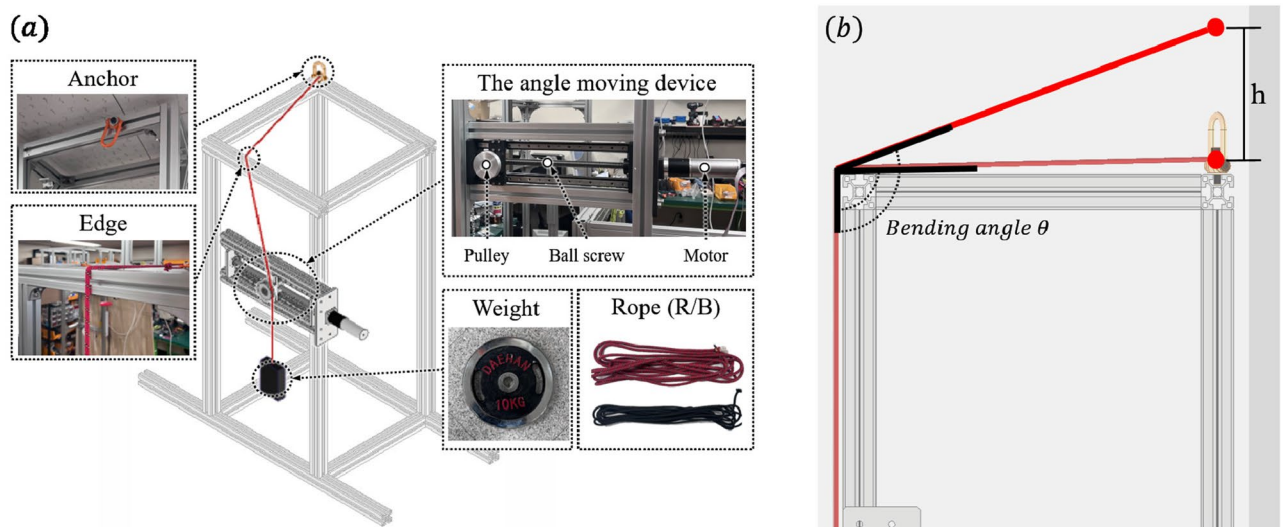 (a)
Anchor
Edge
The angle moving device
Pulley
Ball screw
Motor
Weight
DAEHAN
10KG
Rope (R/B)
(b)
h
Bending angle θ